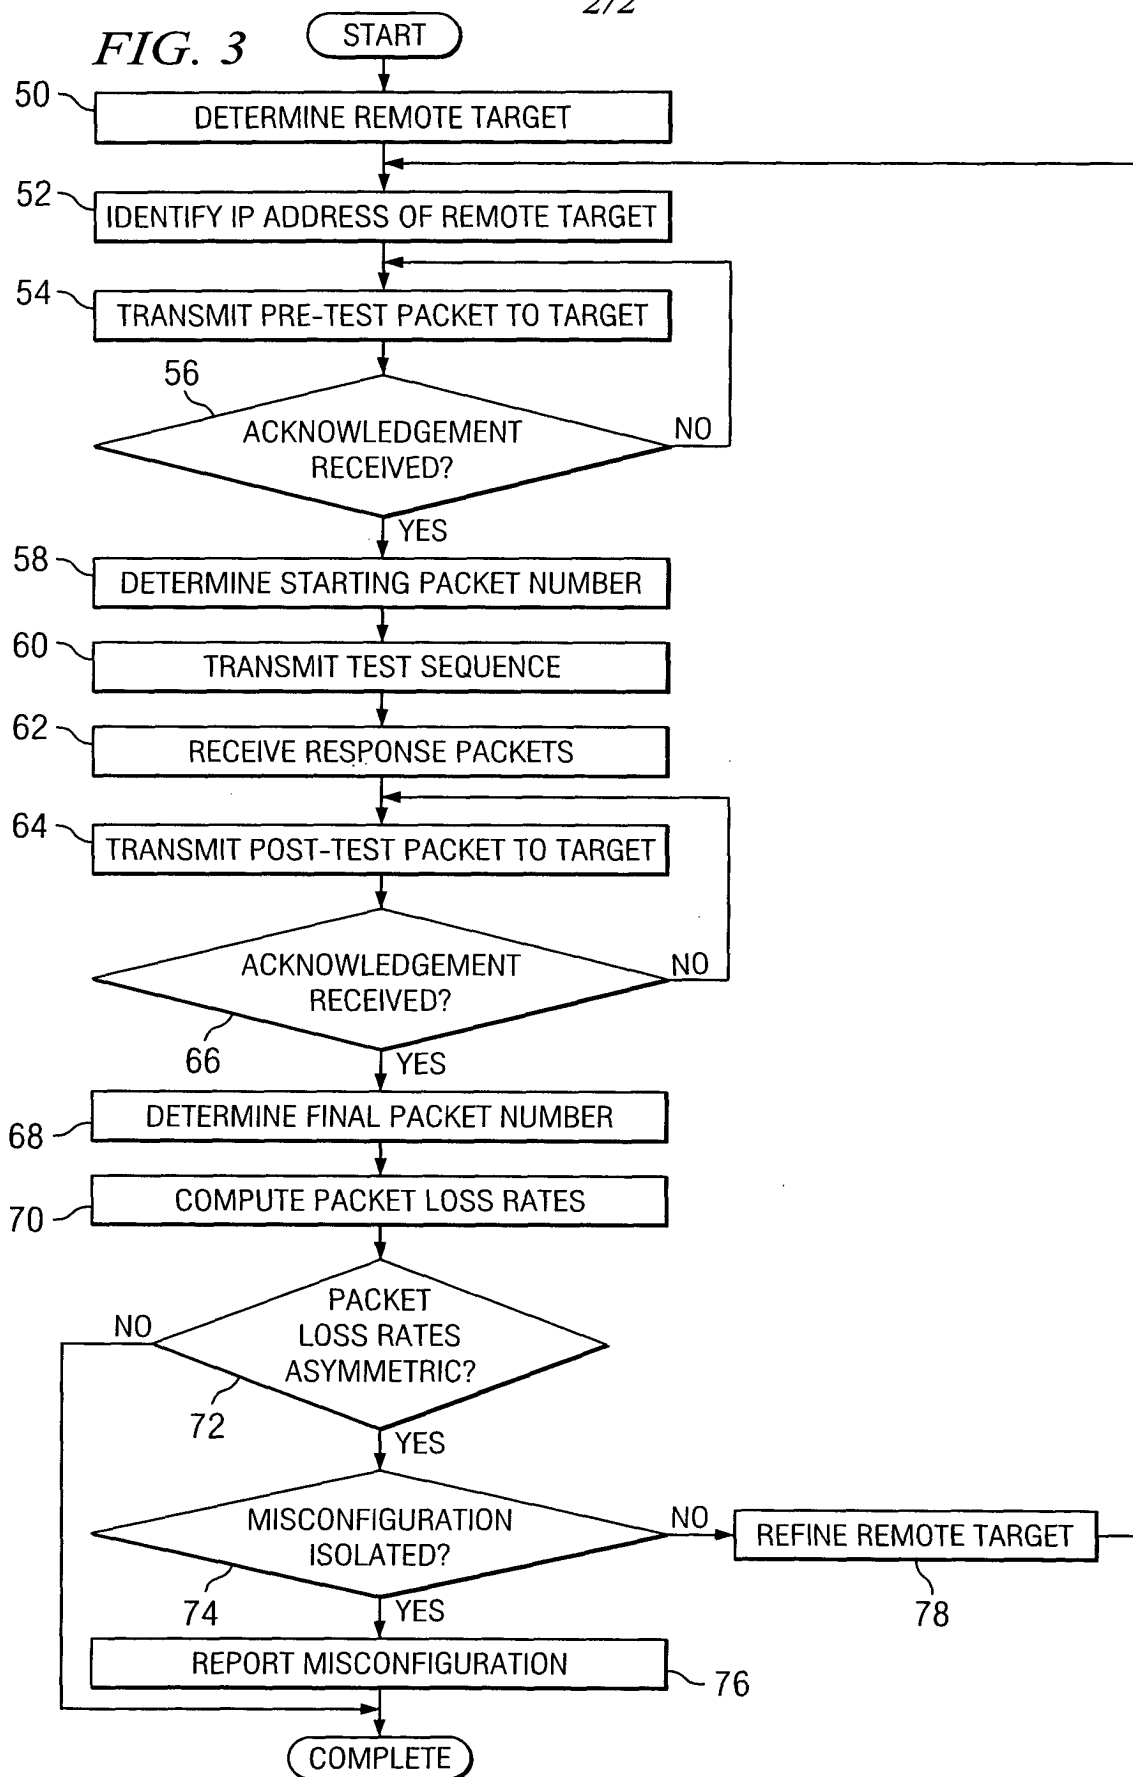 2/2
FIG. 3
START
50
DETERMINE REMOTE TARGET
52
IDENTIFY IP ADDRESS OF REMOTE TARGET
54
TRANSMIT PRE-TEST PACKET TO TARGET
56
ACKNOWLEDGEMENT
RECEIVED?
NO
YES
58
DETERMINE STARTING PACKET NUMBER
60
TRANSMIT TEST SEQUENCE
62
RECEIVE RESPONSE PACKETS
64
TRANSMIT POST-TEST PACKET TO TARGET
ACKNOWLEDGEMENT
RECEIVED?
NO
66
YES
DETERMINE FINAL PACKET NUMBER
68
COMPUTE PACKET LOSS RATES
70
PACKET
LOSS RATES
ASYMMETRIC?
NO
72
YES
MISCONFIGURATION
ISOLATED?
NO
REFINE REMOTE TARGET
74
78
YES
REPORT MISCONFIGURATION
76
COMPLETE